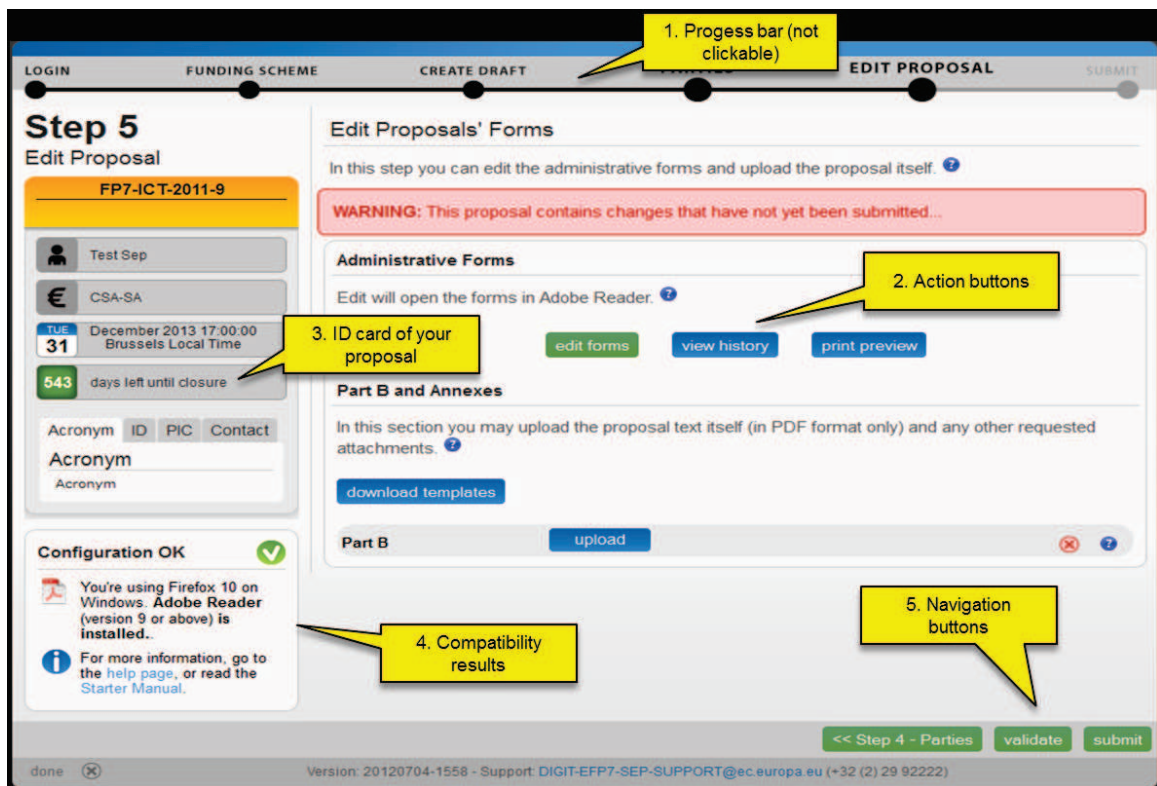 1. Progess bar (not
clickable)
LOGIN
FUNDING SCHEME
CREATE DRAFT
EDIT PROPOSAL
SUBMIT
Step 5
Edit Proposal
FP7-ICT-2011-9
Test Sep
€ CSA-SA
TUE
31
December 2013 17:00:00
Brussels Local Time
543 days left until closure
3. ID card of your
proposal
Acronym ID PIC Contact
Acronym
Acronym
Configuration OK
You're using Firefox 10 on
Windows. Adobe Reader
(version 9 or above) is
installed..
For more information, go to
the help page, or read the
Starter Manual.
4. Compatibility
results
Edit Proposals' Forms
In this step you can edit the administrative forms and upload the proposal itself. ?
WARNING: This proposal contains changes that have not yet been submitted...
Administrative Forms
2. Action buttons
Edit will open the forms in Adobe Reader. ?
edit forms view history print preview
Part B and Annexes
In this section you may upload the proposal text itself (in PDF format only) and any other requested
attachments. ?
download templates
Part B upload ?
5. Navigation
buttons
<< Step 4 - Parties validate submit
done Version: 20120704-1558 - Support: DIGIT-EFP7-SEP-SUPPORT@ec.europa.eu (+32 (2) 29 92222)